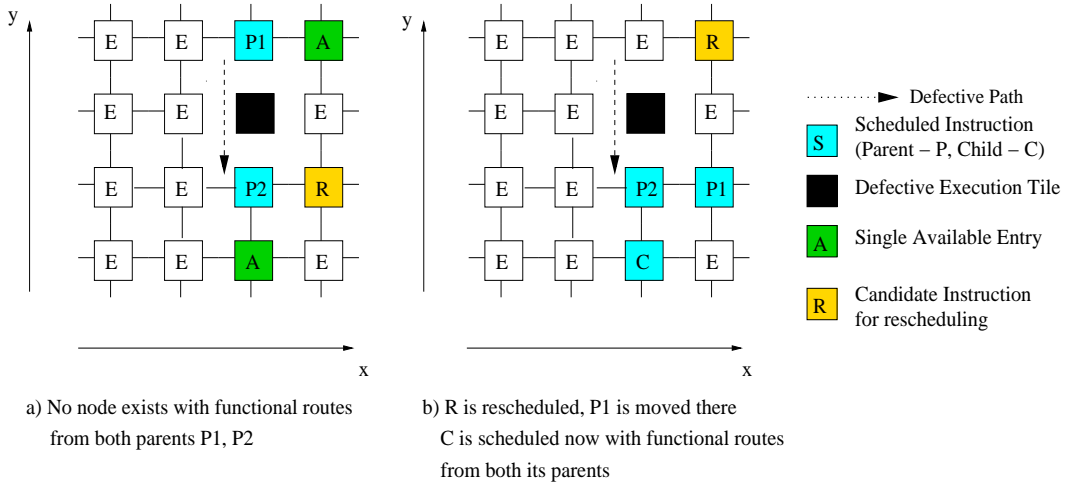 y
E E P1 A
E E E
E E P2 R
E E A E
x
a) No node exists with functional routes
from both parents P1, P2
y
E E E R
E E E
E E P2 P1
E E C E
x
b) R is rescheduled, P1 is moved there
C is scheduled now with functional routes
from both its parents
Defective Path
S Scheduled Instruction
(Parent – P, Child – C)
Defective Execution Tile
A Single Available Entry
R Candidate Instruction
for rescheduling